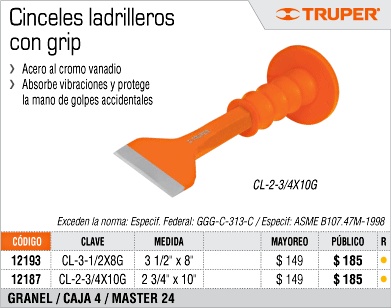 Cinceles ladrilleros
con grip
TRUPER®
Acero al cromo vanadio
Absorbe vibraciones y protege
la mano de golpes accidentales
TRUPER
CL-2-3/4X10G
Exceden la norma: Especif. Federal: GGG-C-313-C / Especif: ASME B107.47M-1998
CÓDIGO CLAVE MEDIDA MAYOREO PÚBLICO R
12193 CL-3-1/2X8G 3 1/2" x 8" $ 149 $ 185
12187 CL-2-3/4X10G 2 3/4" x 10" $ 149 $ 185
GRANEL / CAJA 4 / MASTER 24